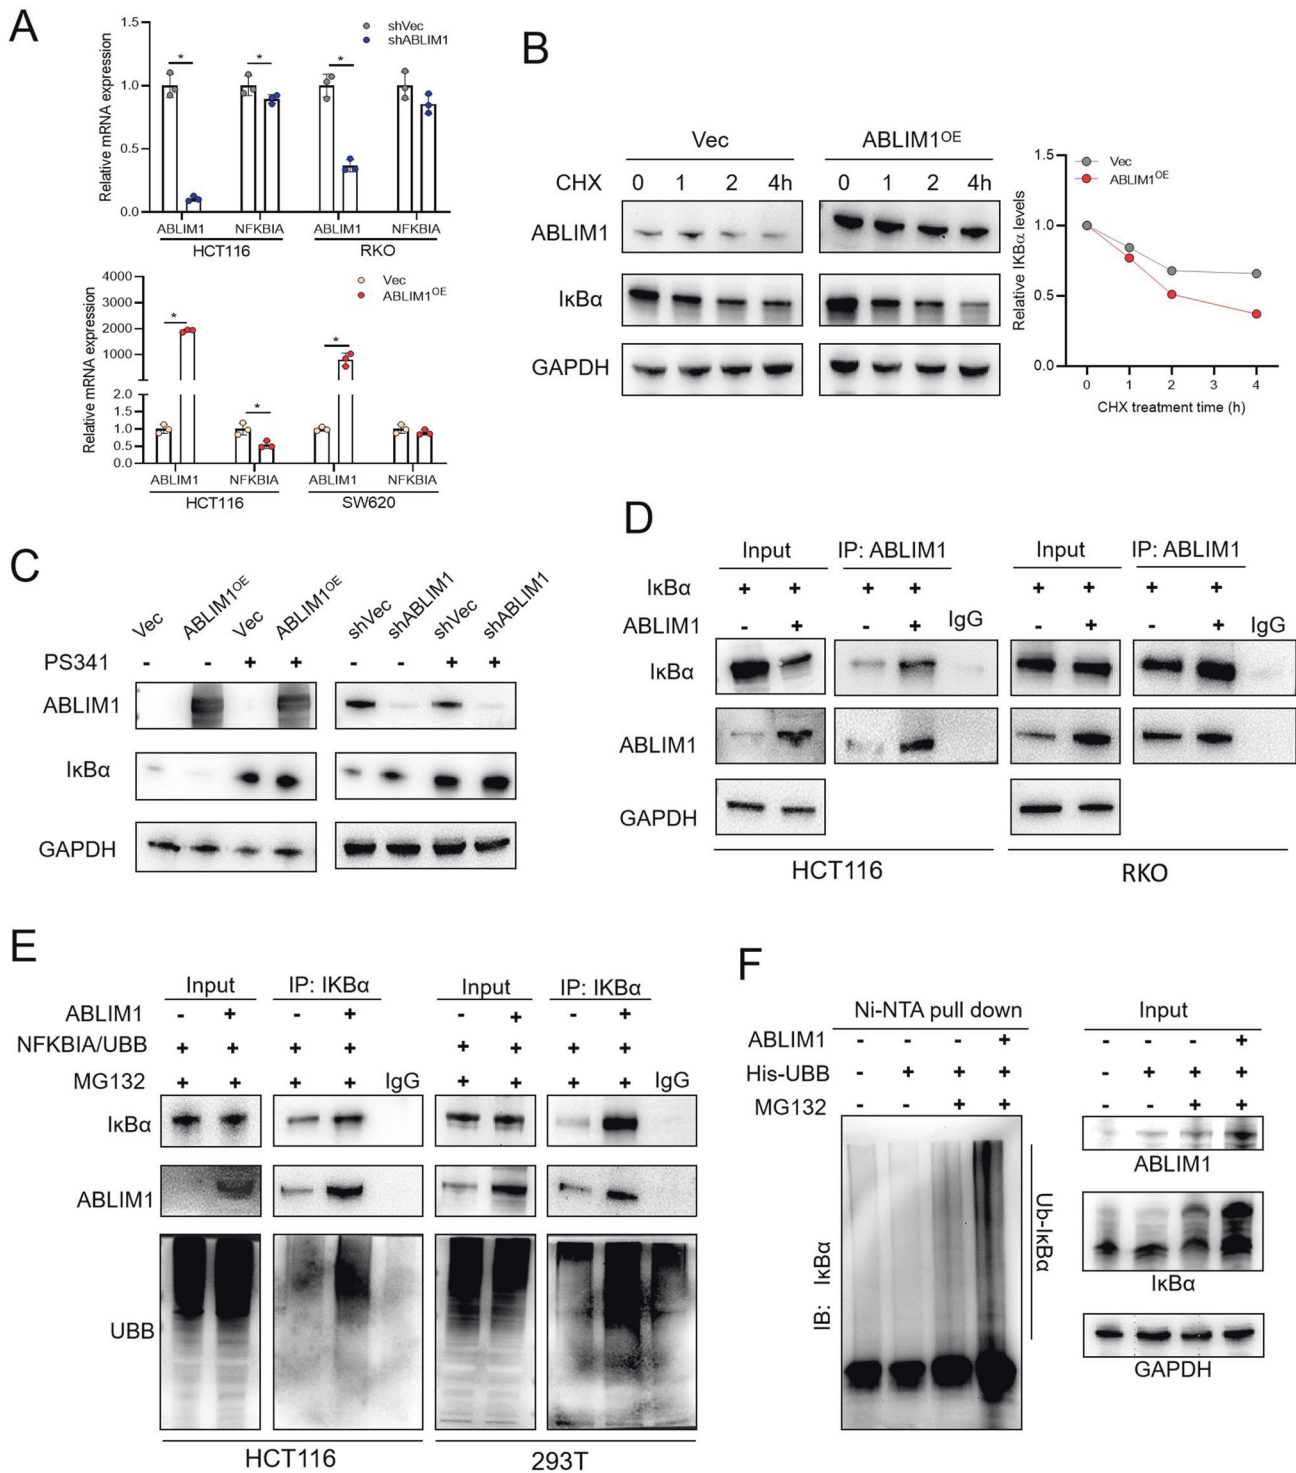 A
Relative mRNA expression
1.5
1.0
0.5
0.0
shVec
shABLIM1
*
*
*
ABLIM1
NFKBIA
ABLIM1
NFKBIA
HCT116
RKO
Relative mRNA expression
4000
3000
2000
1000
2.0
1.5
1.0
0.5
0.0
Vec
ABLIM1OE
*
*
*
ABLIM1
NFKBIA
ABLIM1
NFKBIA
HCT116
SW620
B
Vec
ABLIM1OE
CHX 0 1 2 4h 0 1 2 4h
ABLIM1
IκBα
GAPDH
Relative IKBα levels
1.5
1.0
0.5
0.0
Vec
ABLIM1OE
0 1 2 3 4
CHX treatment time (h)
C
Vec ABLIM1OE Vec ABLIM1OE shVec shABLIM1 shVec shABLIM1
PS341 - - + + - - + +
ABLIM1
IκBα
GAPDH
D
Input IP: ABLIM1 Input IP: ABLIM1
IκBα + + + + + + + +
ABLIM1 - + - + IgG - + - + IgG
IκBα
ABLIM1
GAPDH
HCT116
RKO
E
Input IP: IKBα Input IP: IKBα
ABLIM1 - + - + - + - +
NFKBIA/UBB + + + + + + + +
MG132 + + + + IgG + + + + IgG
IκBα
ABLIM1
UBB
HCT116
293T
F
Ni-NTA pull down Input
ABLIM1 - - - + - - - +
His-UBB - + + + - + + +
MG132 - - + + - - + +
IB: IκBα
Ub-IκBα
ABLIM1
IκBα
GAPDH